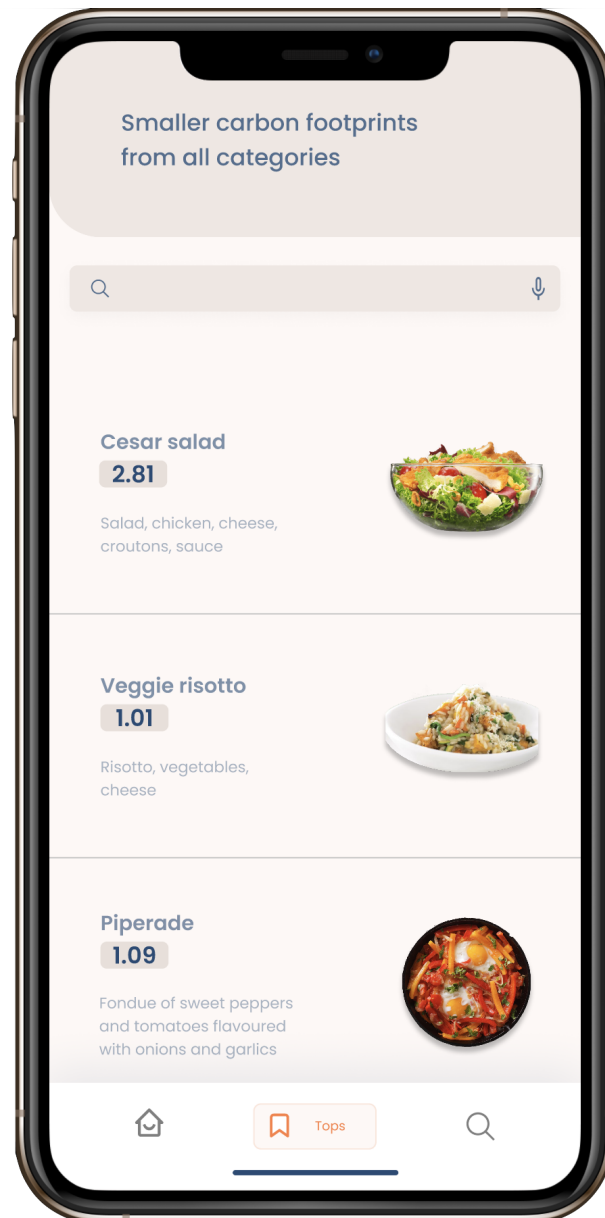 Smaller carbon footprints
from all categories
Cesar salad
2.81
Salad, chicken, cheese,
croutons, sauce
Veggie risotto
1.01
Risotto, vegetables,
cheese
Piperade
1.09
Fondue of sweet peppers
and tomatoes flavoured
with onions and garlics
Tops